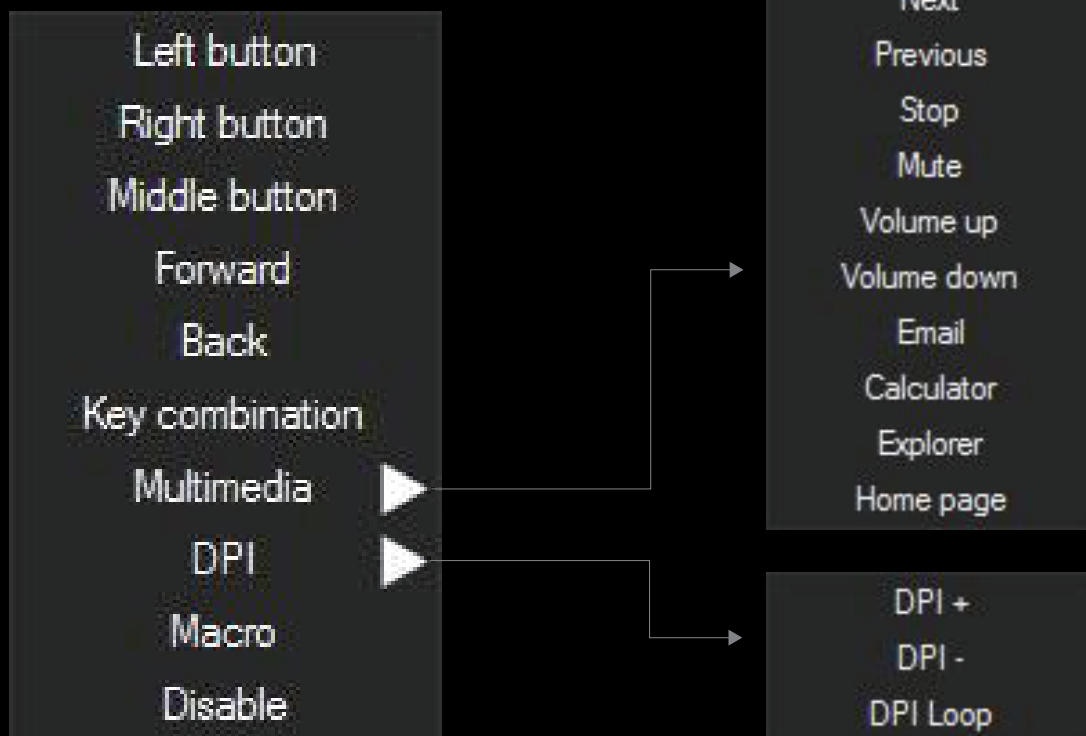 Left button
Right button
Middle button
Forward
Back
Key combination
Multimedia
DPI
Macro
Disable
Next
Previous
Stop
Mute
Volume up
Volume down
Email
Calculator
Explorer
Home page
DPI +
DPI -
DPI Loop